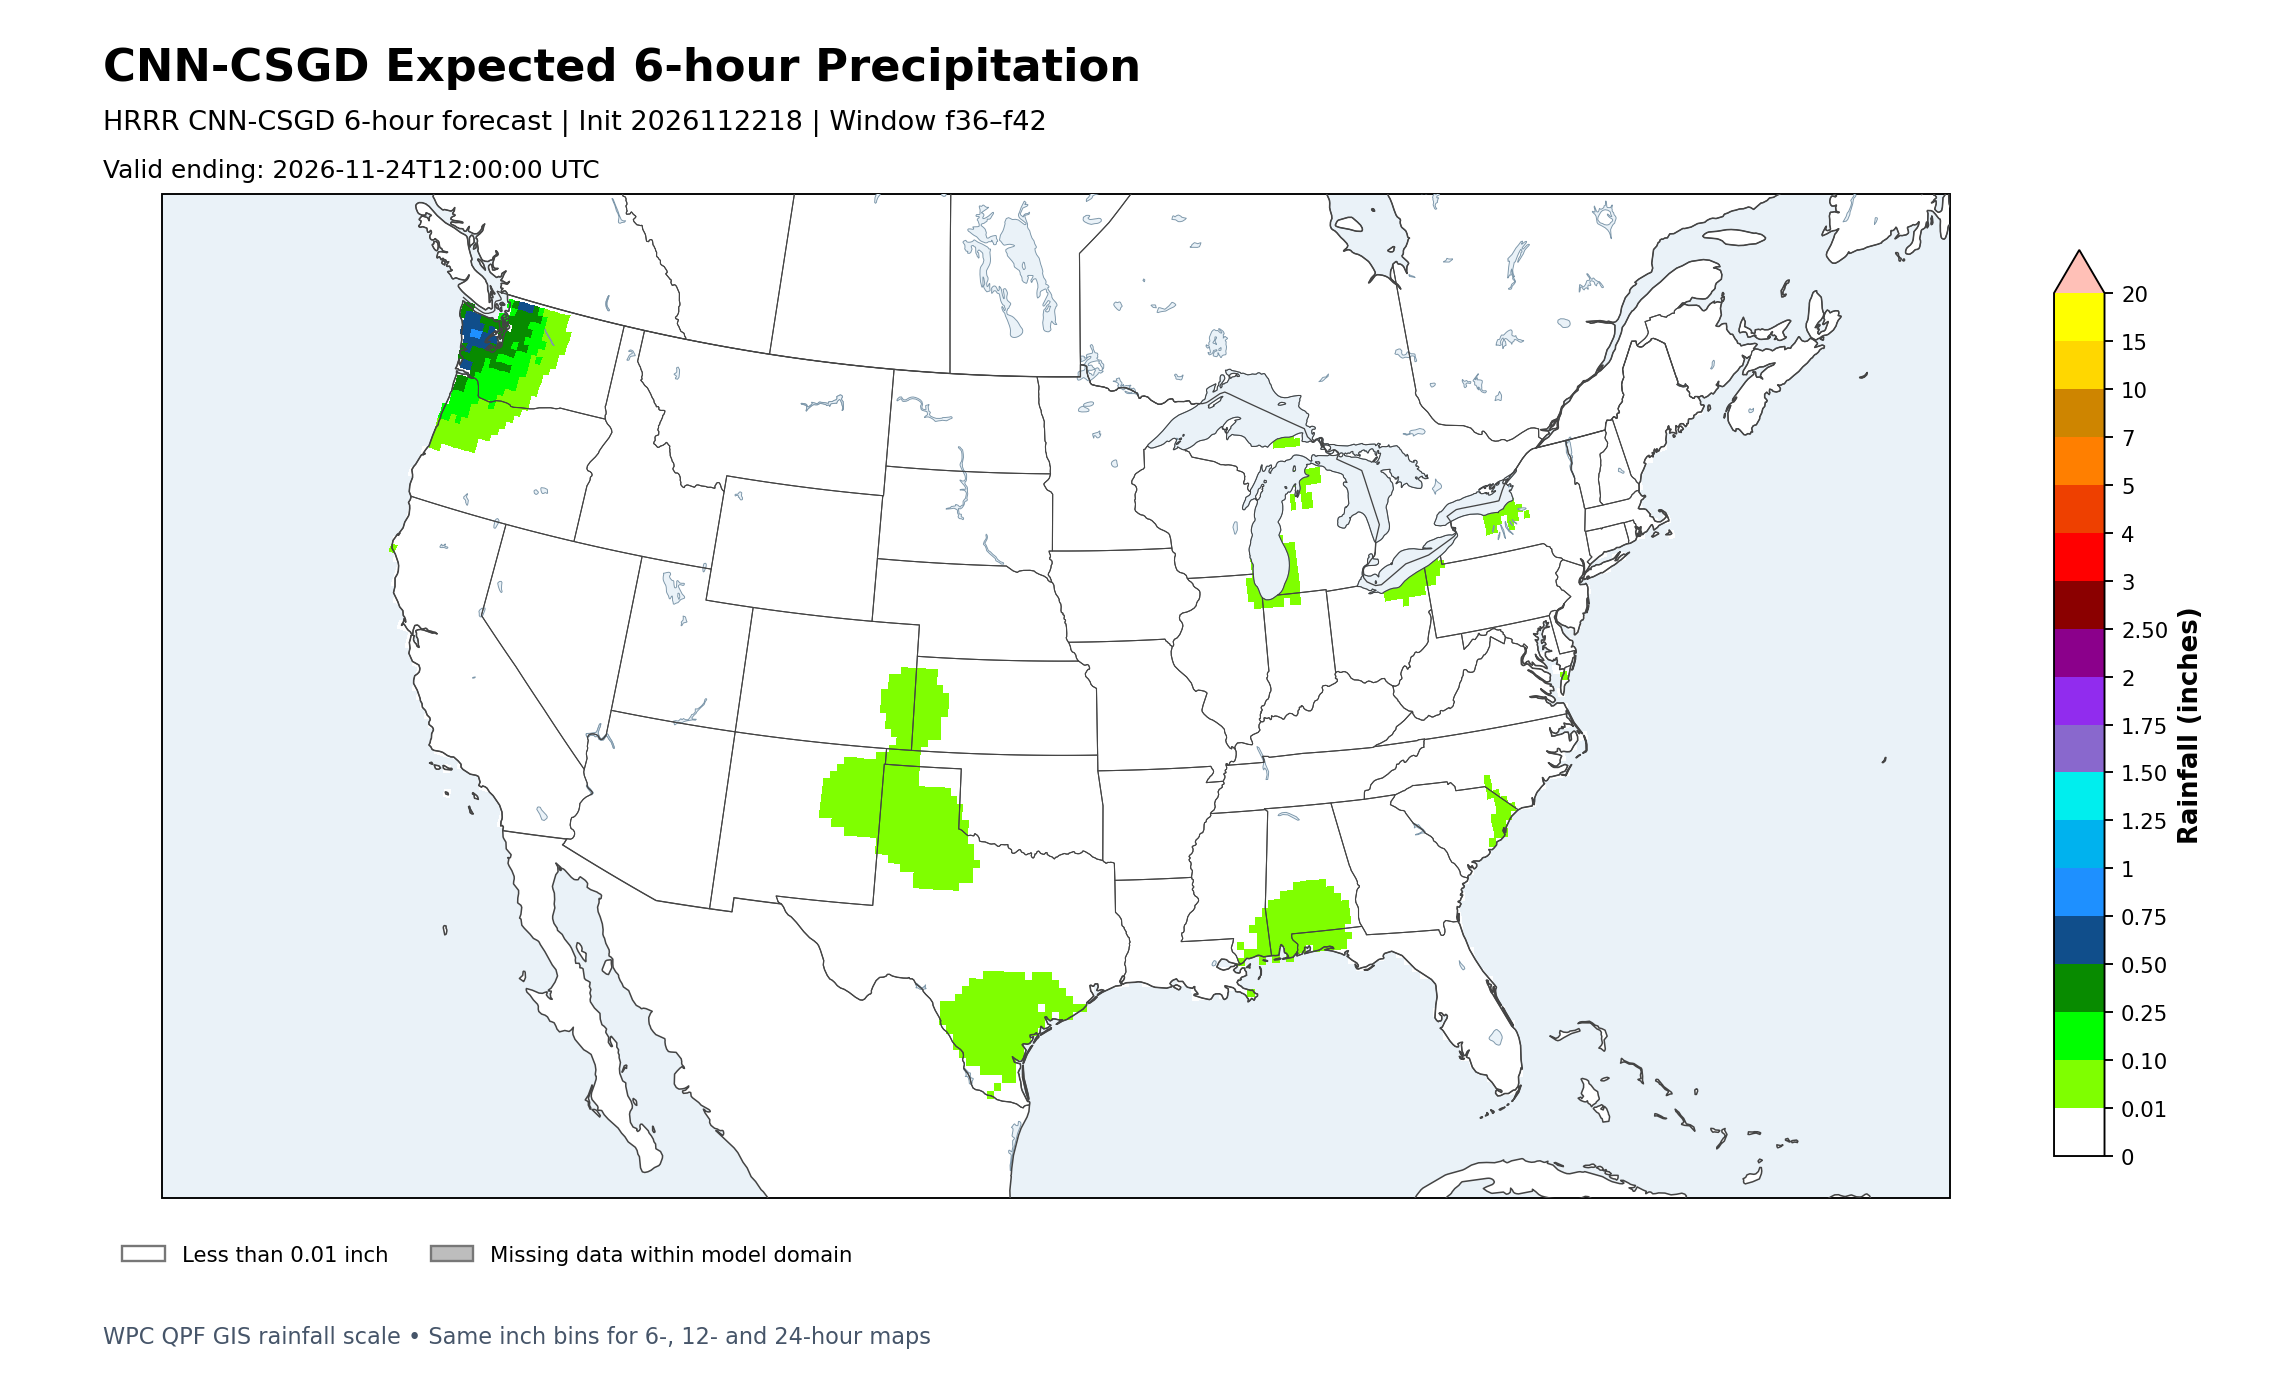 CNN-CSGD Expected 6-hour Precipitation
HRRR CNN-CSGD 6-hour forecast | Init 2026112218 | Window f36–f42
Valid ending: 2026-11-24T12:00:00 UTC
20
15
10
7
5
4
3
2.50
2
1.75
1.50
1.25
1
0.75
0.50
0.25
0.10
0.01
0
Rainfall (inches)
Less than 0.01 inch
Missing data within model domain
WPC QPF GIS rainfall scale • Same inch bins for 6-, 12- and 24-hour maps